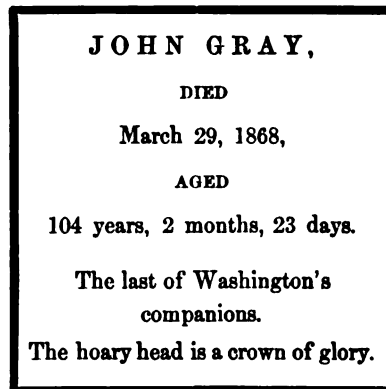 JOHN GRAY,
DIED
March 29, 1868,
AGED
104 years, 2 months, 23 days.
The last of Washington's
companions.
The hoary head is a crown of glory.